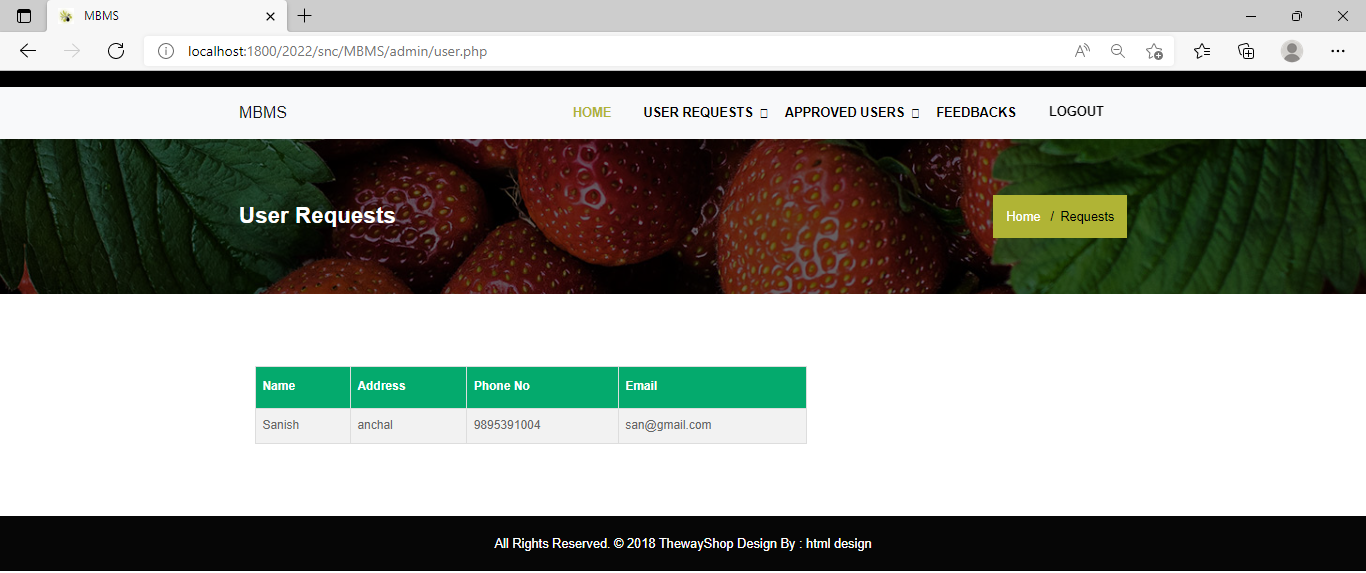 MBMS
localhost:1800/2022/snc/MBMS/admin/user.php
MBMS HOME USER REQUESTS APPROVED USERS FEEDBACKS LOGOUT
User Requests
Home / Requests
Name Address Phone No Email
Sanish anchal 9895391004 san@gmail.com
All Rights Reserved. © 2018 ThewayShop Design By : html design